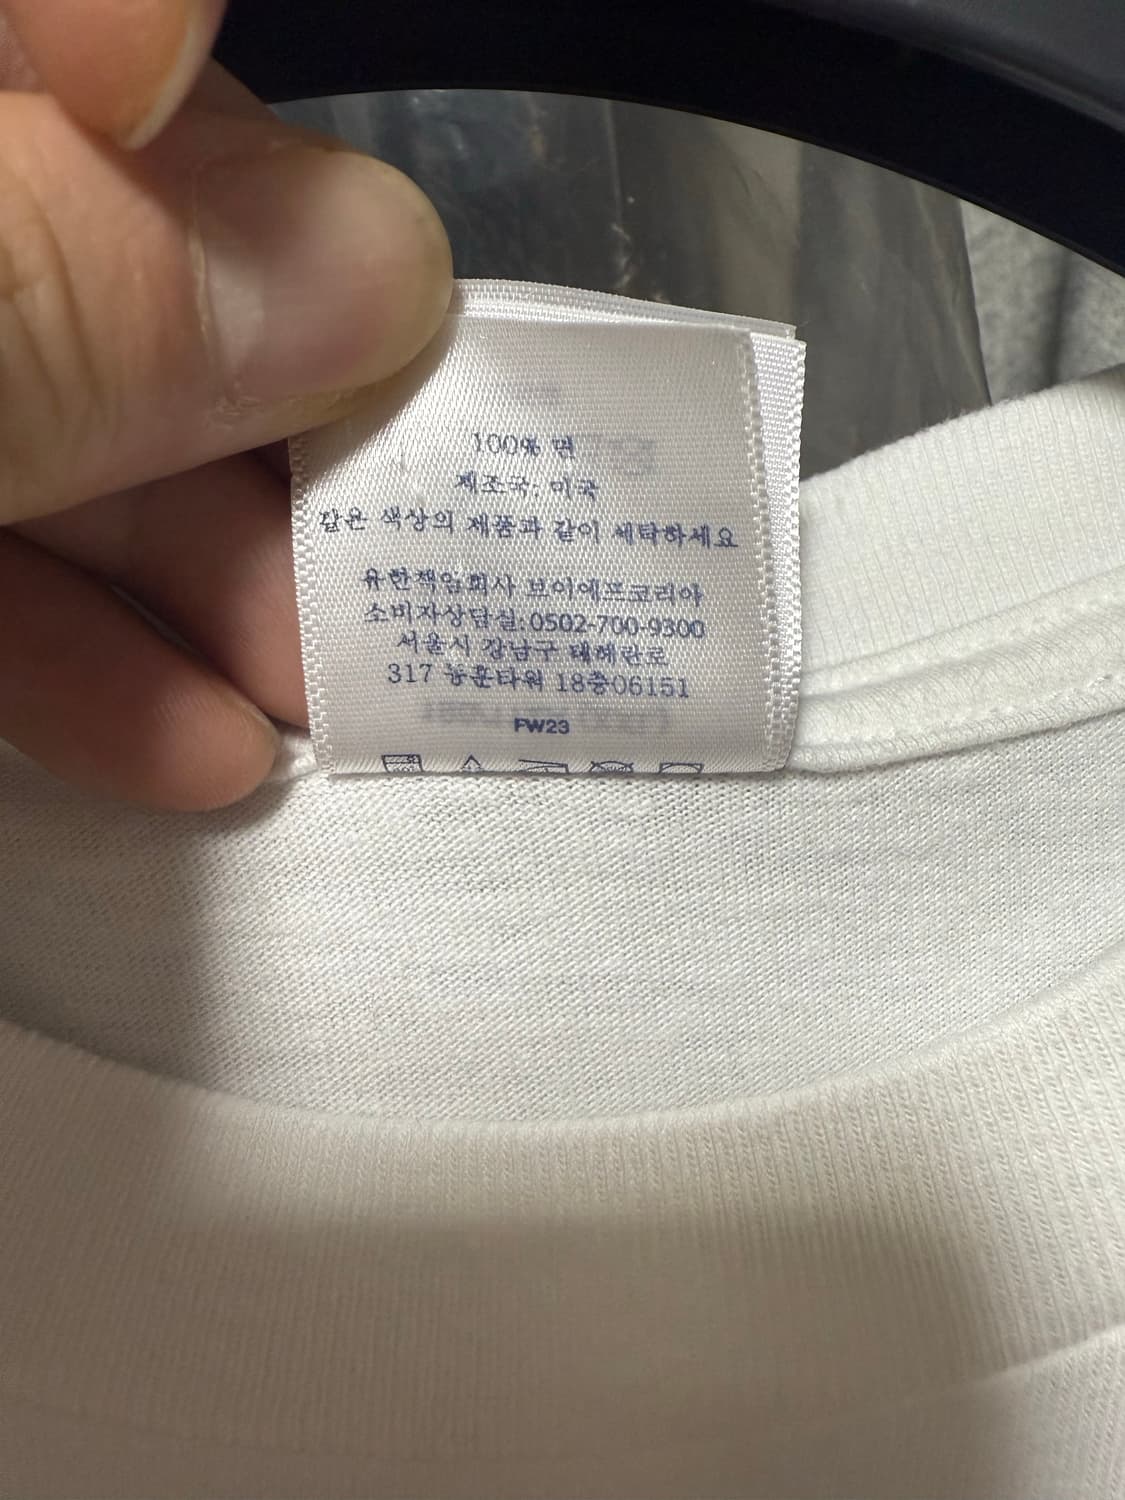 100% 면
제조국: 미국
같은 색상의 제품과 같이 세탁하세요
유한책임회사 브이에프코리아
소비자상담실:0502-700-9300
서울시 강남구 테헤란로
317 동훈타워 18층06151
FW23